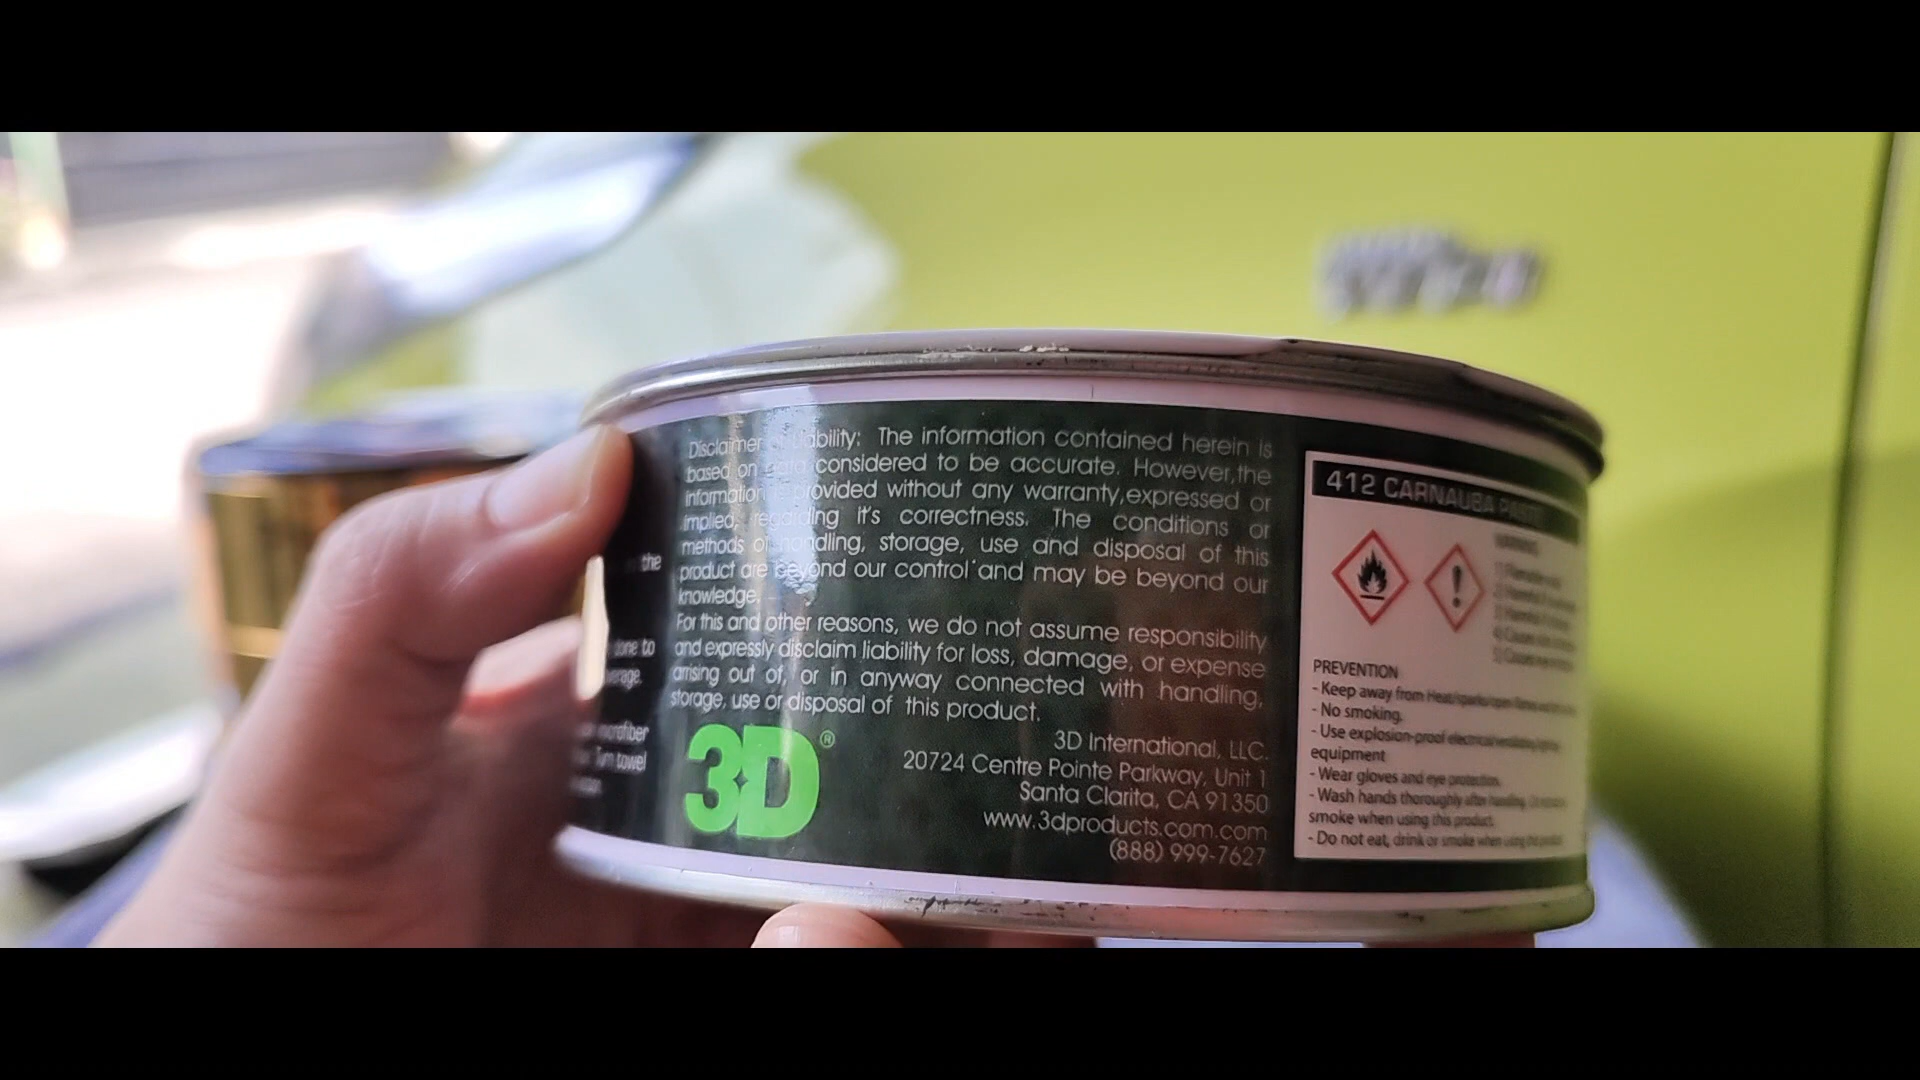 Disclaimer The information contained herein is
based on considered to be accurate. However,the
information provided without any warranty,expressed or
implied, regarding it's correctness. The conditions or
methods of handling, storage, use and disposal of this
product are beyond our control and may be beyond our
knowledge.
For this and other reasons, we do not assume responsibility
and expressly disclaim liability for loss, damage, or expense
arising out of, or in anyway connected with handling,
storage, use or disposal of this product.
3D®
3D International, LLC.
20724 Centre Pointe Parkway, Unit 1
Santa Clarita, CA 91350
www.3dproducts.com.com
(888) 999-7627
the
done to
microfiber
towel
412 CARNAUBA
PREVENTION
- Keep away from Heat/sparks/open
- No smoking.
- Use explosion-proof
equipment
- Wear gloves and eye protection.
- Wash hands thoroughly after handling.
smoke when using this product.
- Do not eat, drink or smoke when using this product